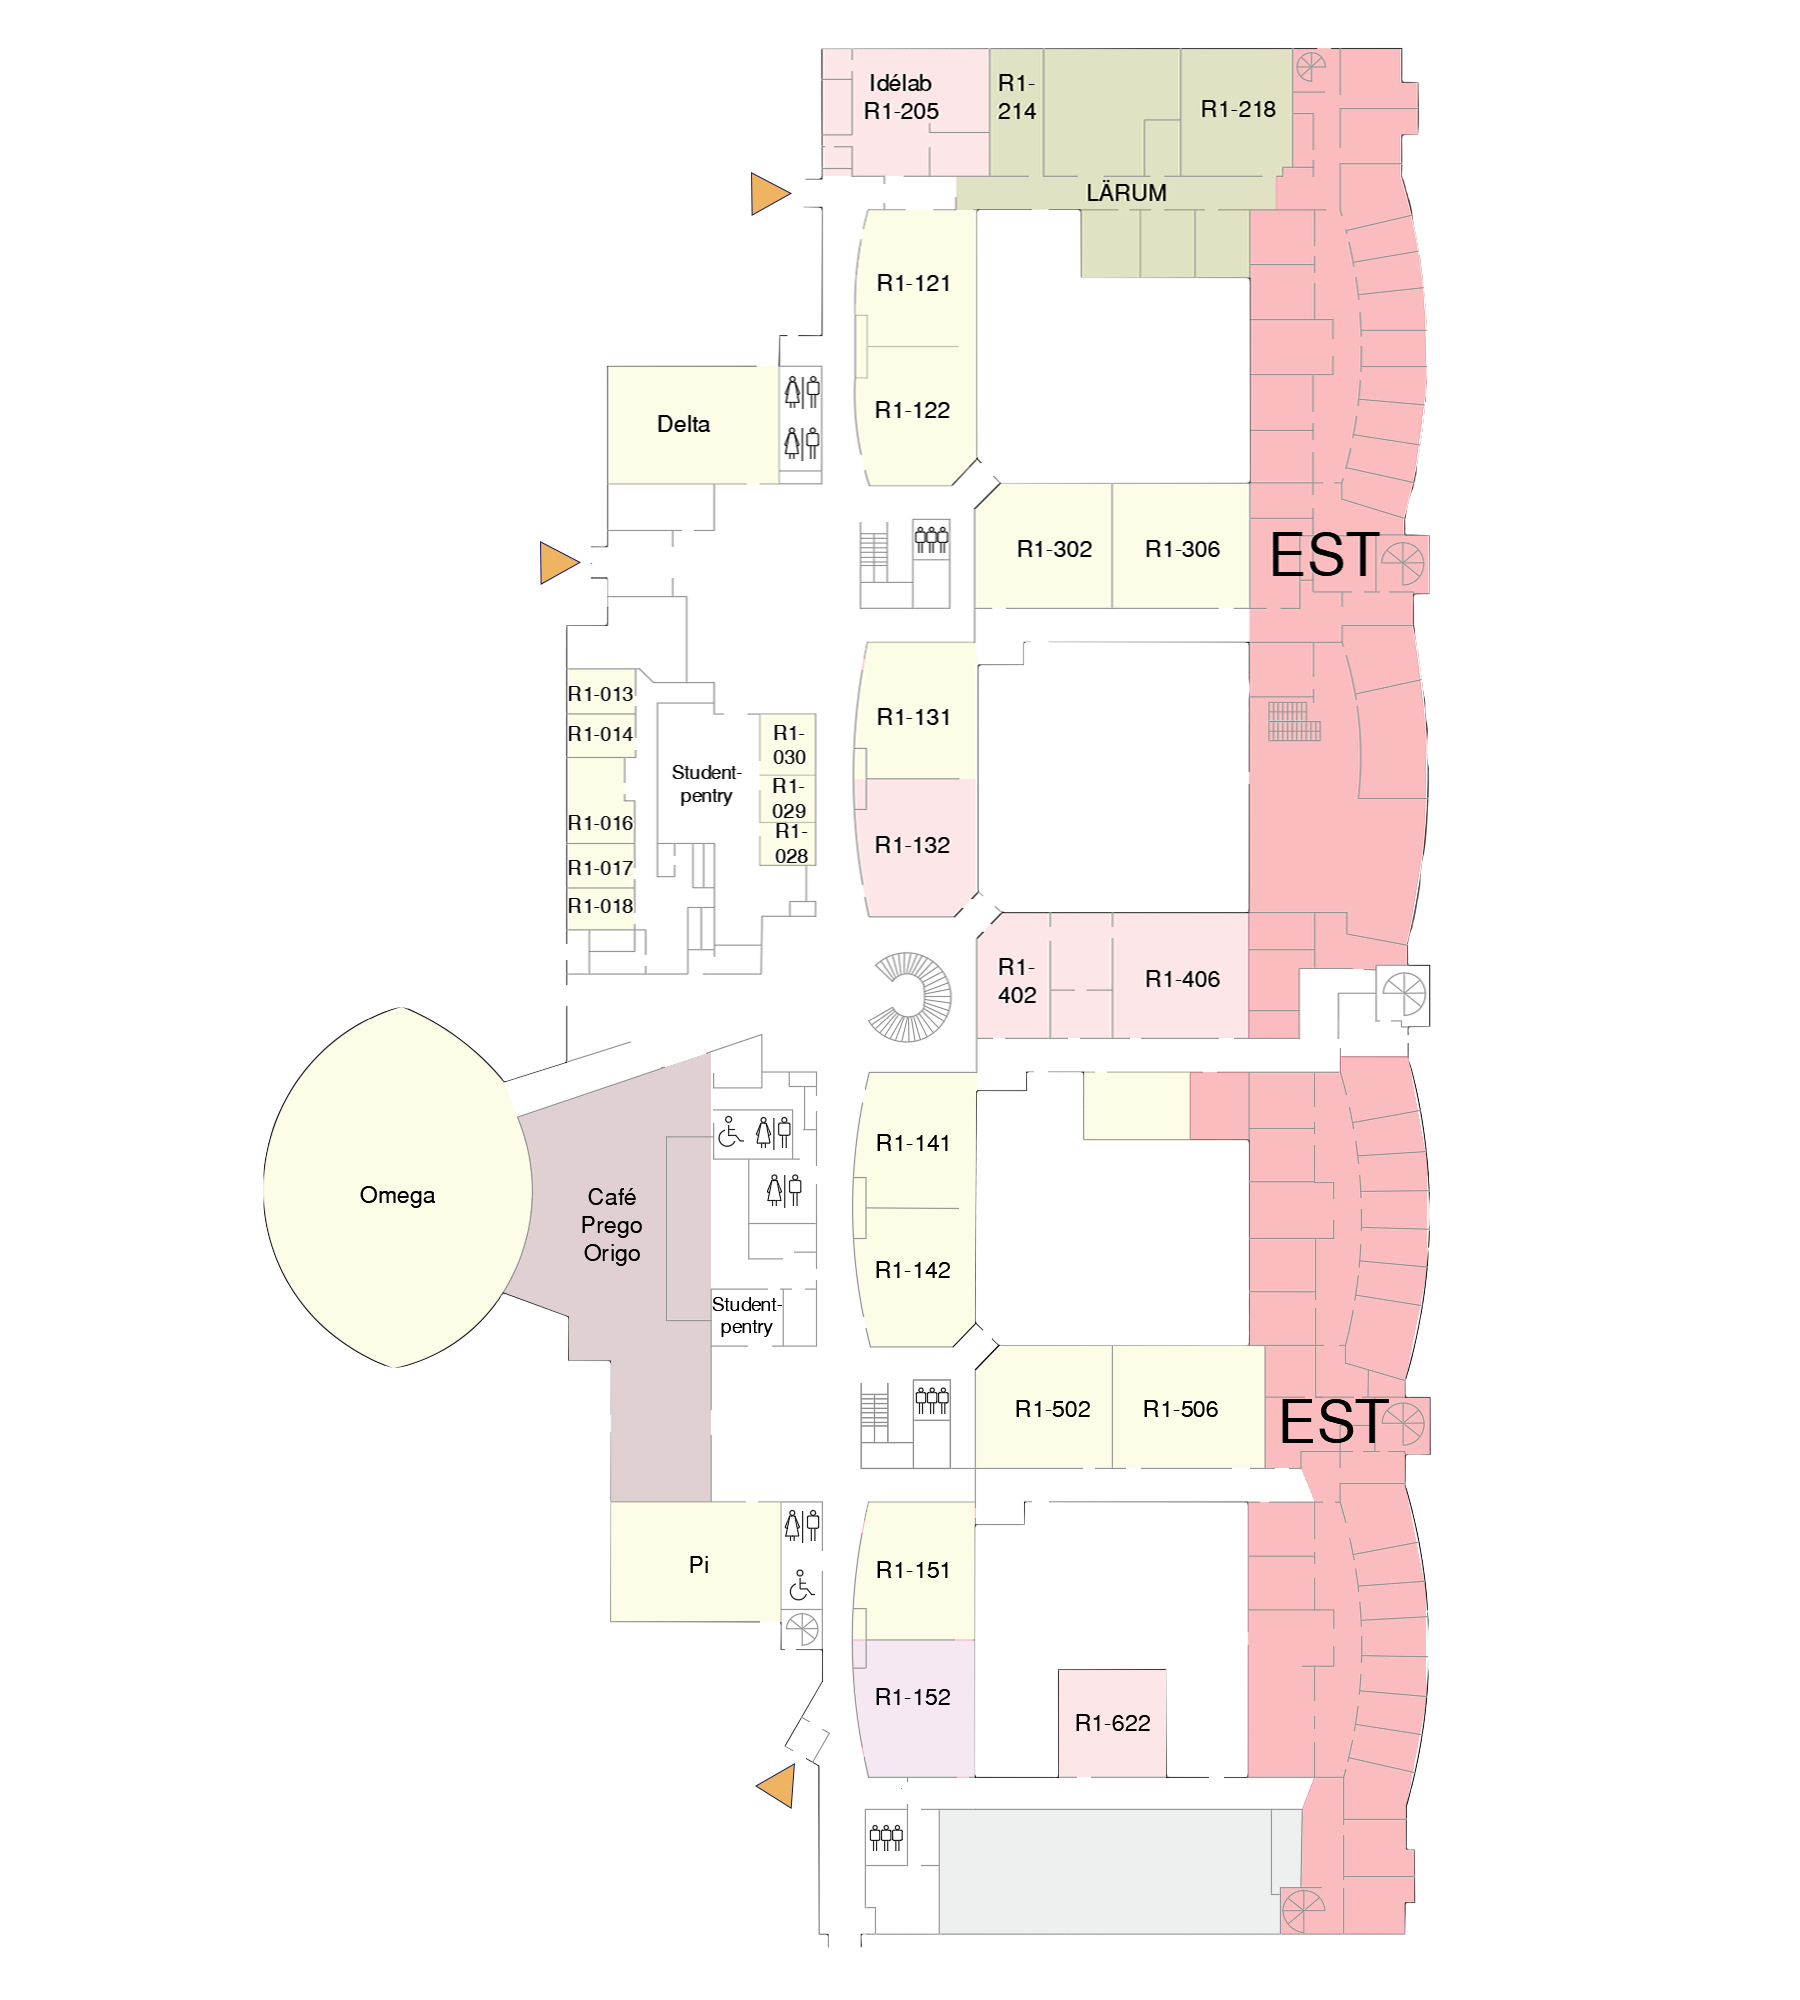 Idélab
R1-205
R1-
214
R1-218
LÄRUM
R1-121
R1-122
Delta
R1-302
R1-306
EST
R1-013
R1-014
R1-016
R1-017
R1-018
Student-
pentry
R1-
030
R1-
029
R1-
028
R1-131
R1-132
R1-
402
R1-406
Omega
Café
Prego
Origo
Student-
pentry
R1-141
R1-142
R1-502
R1-506
EST
Pi
R1-151
R1-152
R1-622